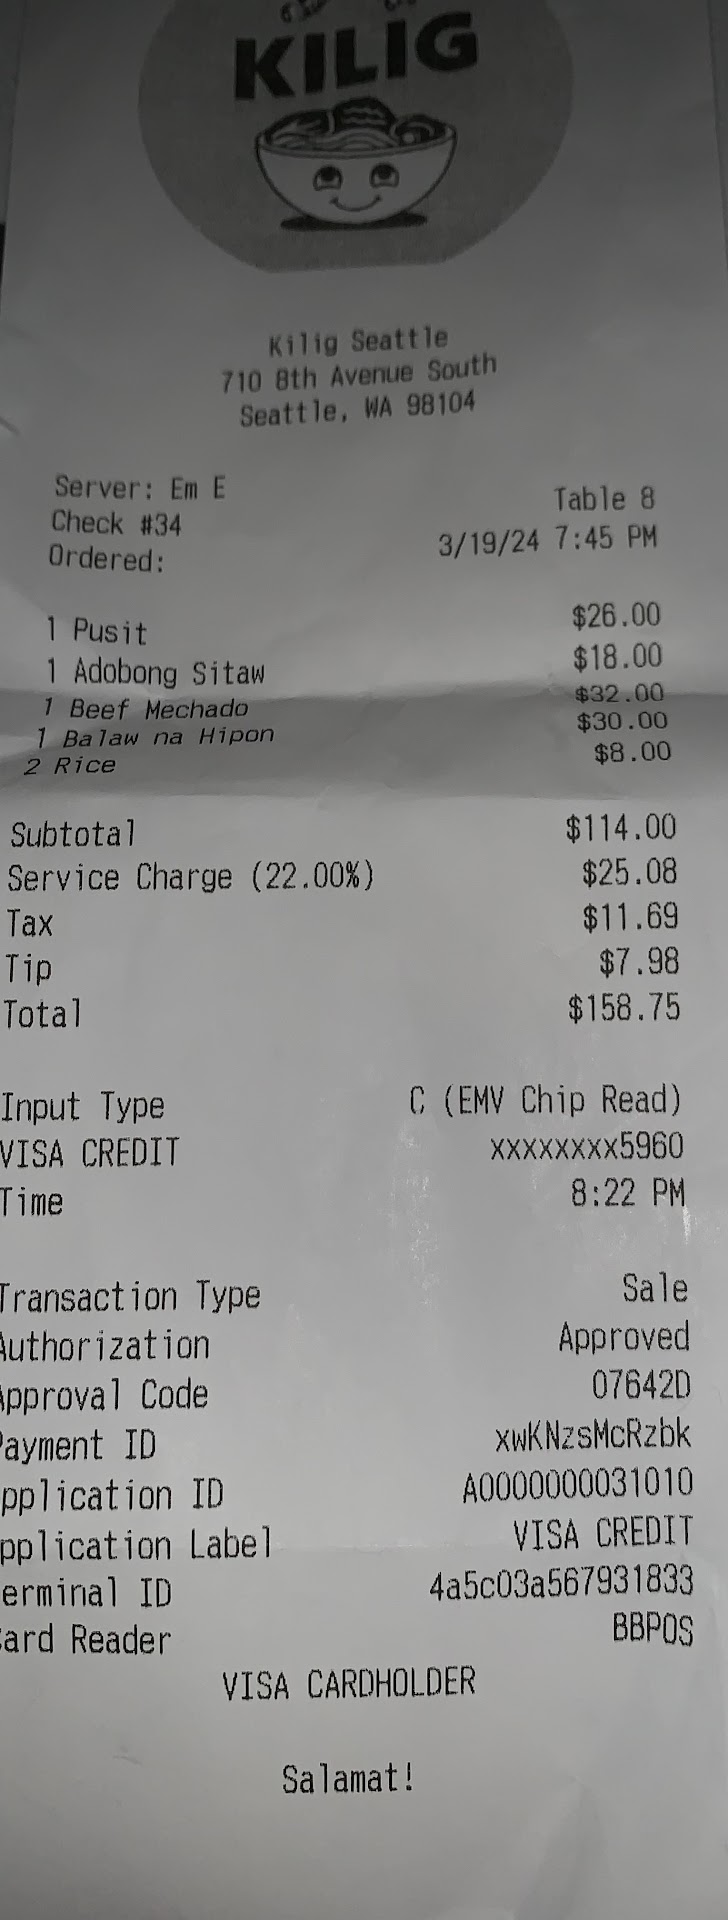 KILIG
Kilig Seattle
710 8th Avenue South
Seattle, WA 98104
Server: Em E
Table 8
Check #34
3/19/24 7:45 PM
Ordered:
1 Pusit $26.00
1 Adobong Sitaw $18.00
1 Beef Mechado $32.00
1 Balaw na Hipon $30.00
2 Rice $8.00
Subtotal $114.00
Service Charge (22.00%) $25.08
Tax $11.69
Tip $7.98
Total $158.75
Input Type C (EMV Chip Read)
VISA CREDIT xxxxxxxx5960
Time 8:22 PM
Transaction Type Sale
Authorization Approved
Approval Code 07642D
Payment ID xwKNzsMcRzbk
pplication ID A0000000031010
pplication Label VISA CREDIT
erminal ID 4a5c03a567931833
ard Reader BBPOS
VISA CARDHOLDER
Salamat!